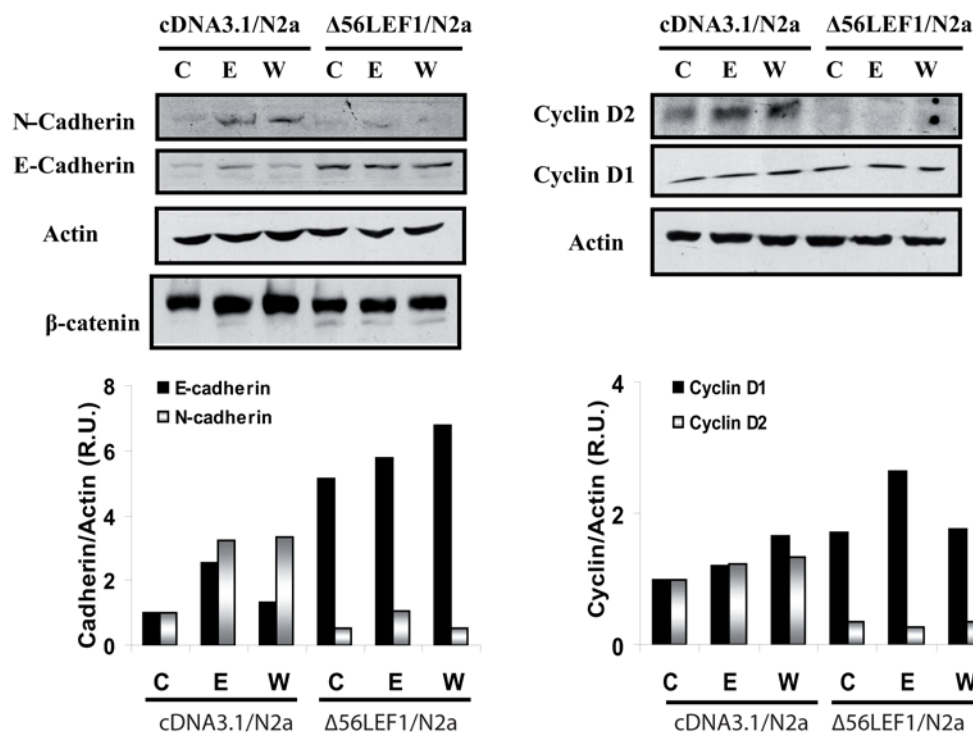 cDNA3.1/N2a Δ56LEF1/N2a
C E W C E W
N-Cadherin
E-Cadherin
Actin
β-catenin
8
6
4
2
0
Cadherin/Actin (R.U.)
E-cadherin
N-cadherin
C E W C E W
cDNA3.1/N2a Δ56LEF1/N2a
cDNA3.1/N2a Δ56LEF1/N2a
C E W C E W
Cyclin D2
Cyclin D1
Actin
4
2
0
Cyclin/Actin (R.U.)
Cyclin D1
Cyclin D2
C E W C E W
cDNA3.1/N2a Δ56LEF1/N2a